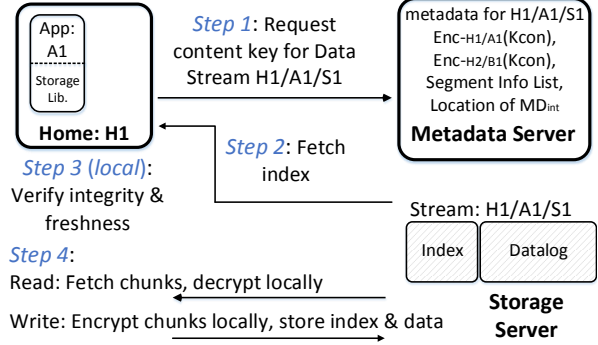 App:
A1
Storage
Lib.
Home: H1
Step 1: Request
content key for Data
Stream H1/A1/S1
metadata for H1/A1/S1
Enc-H1/A1(Kcon),
Enc-H2/B1(Kcon),
Segment Info List,
Location of MDint
Metadata Server
Step 2: Fetch
index
Step 3 (local):
Verify integrity &
freshness
Stream: H1/A1/S1
Index
Datalog
Storage
Server
Step 4:
Read: Fetch chunks, decrypt locally
Write: Encrypt chunks locally, store index & data